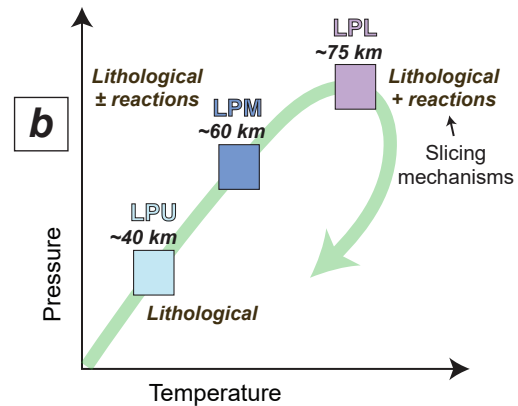 LPL
~75 km
Lithological
± reactions
Lithological
+ reactions
LPM
~60 km
b
Slicing
mechanisms
LPU
~40 km
Lithological
Pressure
Temperature